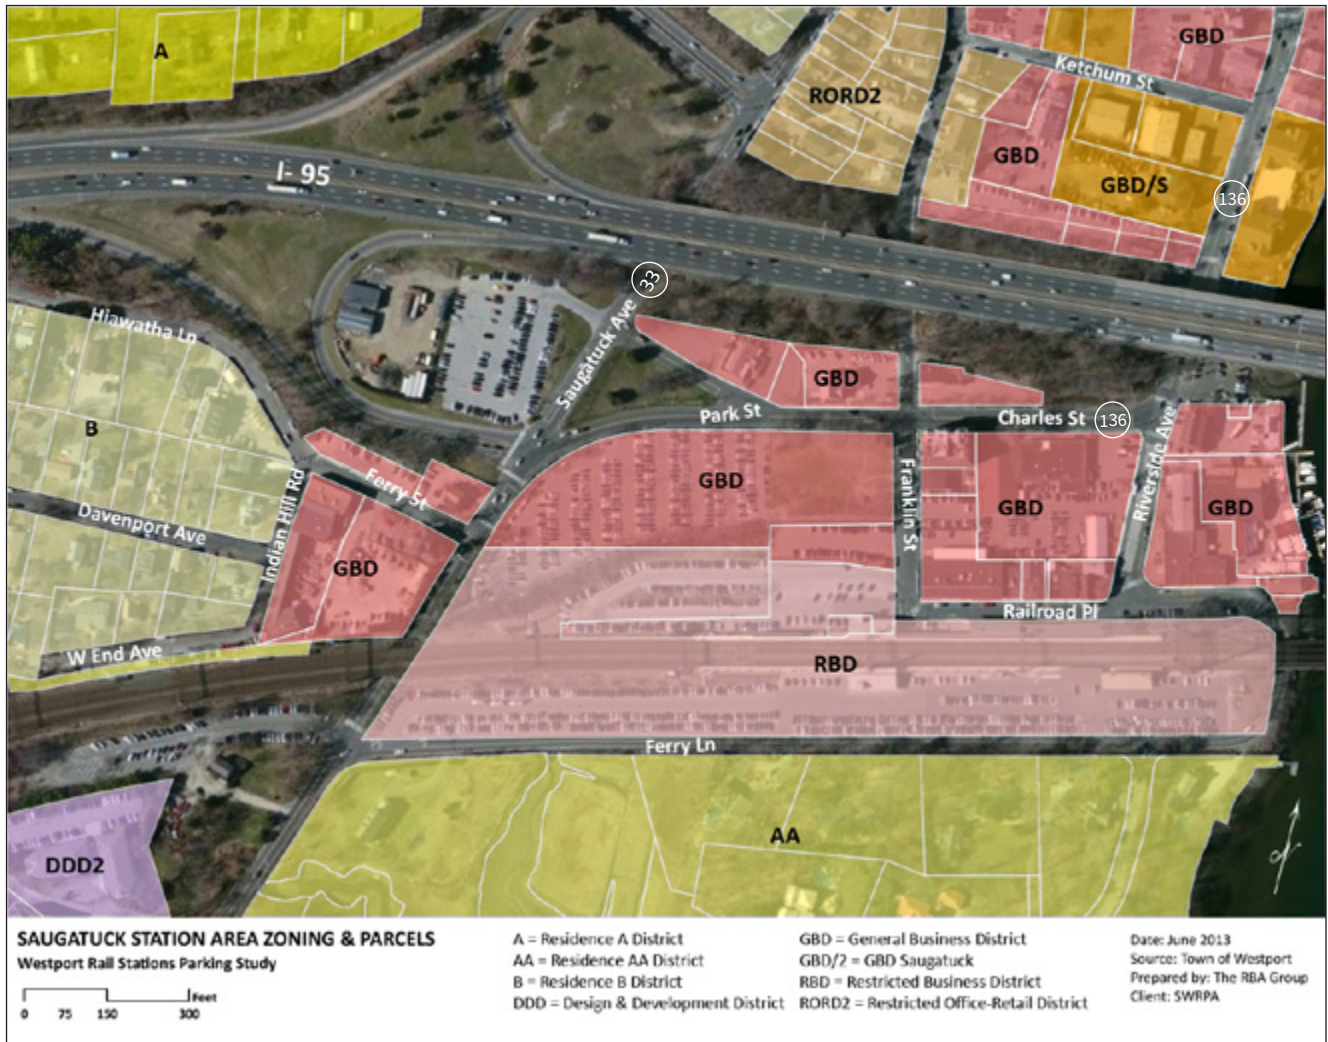 A
GBD
Ketchum St
RORD2
GBD
GBD/S
I- 95
136
33
Hiawatha Ln
Saugatuck Ave
GBD
Park St
Charles St
136
B
Ferry St
GBD
Riverside Ave
Indian Hill Rd
Franklin St
GBD
GBD
Davenport Ave
GBD
Railroad Pl
W End Ave
RBD
Ferry Ln
AA
DDD2
SAUGATUCK STATION AREA ZONING & PARCELS
Westport Rail Stations Parking Study
Feet
0 75 150 300
A = Residence A District
AA = Residence AA District
B = Residence B District
DDD = Design & Development District
GBD = General Business District
GBD/2 = GBD Saugatuck
RBD = Restricted Business District
RORD2 = Restricted Office-Retail District
Date: June 2013
Source: Town of Westport
Prepared by: The RBA Group
Client: SWRPA